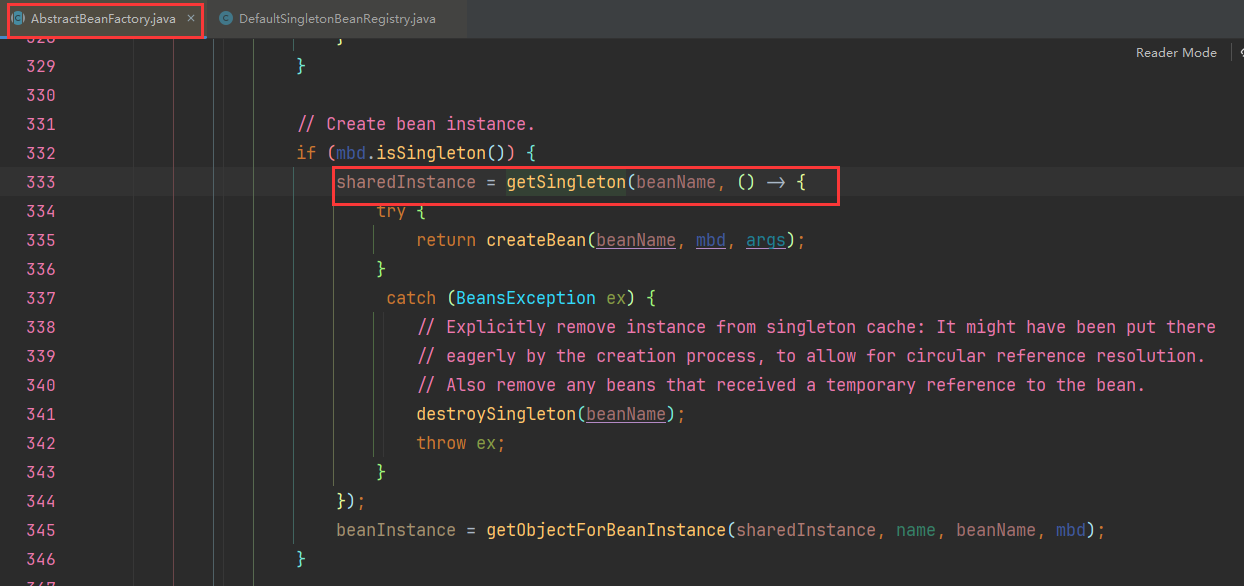 AbstractBeanFactory.java × DefaultSingletonBeanRegistry.java
328 }
Reader Mode
329 }
330
331 // Create bean instance.
332 if (mbd.isSingleton()) {
333 sharedInstance = getSingleton(beanName, () -> {
334 try {
335 return createBean(beanName, mbd, args);
336 }
337 catch (BeansException ex) {
338 // Explicitly remove instance from singleton cache: It might have been put there
339 // eagerly by the creation process, to allow for circular reference resolution.
340 // Also remove any beans that received a temporary reference to the bean.
341 destroySingleton(beanName);
342 throw ex;
343 }
344 });
345 beanInstance = getObjectForBeanInstance(sharedInstance, name, beanName, mbd);
346 }
347